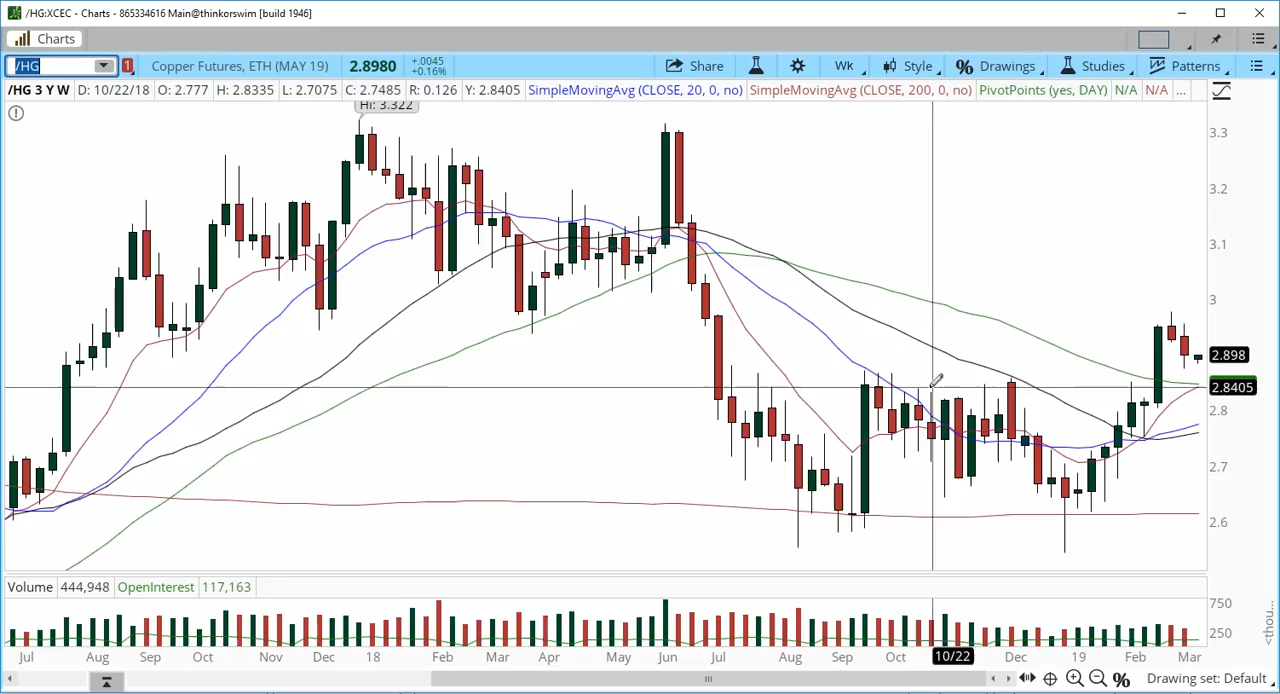 /HG:XCEC - Charts - 865334616 Main@thinkorswim [build 1946]
Charts
/HG 1 Copper Futures, ETH (MAY 19) 2.8980 +.0045 +0.16% Share Wk Style % Drawings Studies Patterns
/HG 3 Y W D: 10/22/18 O: 2.777 H: 2.8335 L: 2.7075 C: 2.7485 R: 0.126 Y: 2.8405 SimpleMovingAvg (CLOSE, 20, 0, no) SimpleMovingAvg (CLOSE, 200, 0, no) PivotPoints (yes, DAY) N/A N/A ...
Hi: 3.322
3.3
3.2
3.1
3
2.898
2.8405
2.8
2.7
2.6
Volume 444,948 OpenInterest 117,163
750
250
<thou...
Jul Aug Sep Oct Nov Dec 18 Feb Mar Apr May Jun Jul Aug Sep Oct 10/22 Dec 19 Feb Mar
% Drawing set: Default